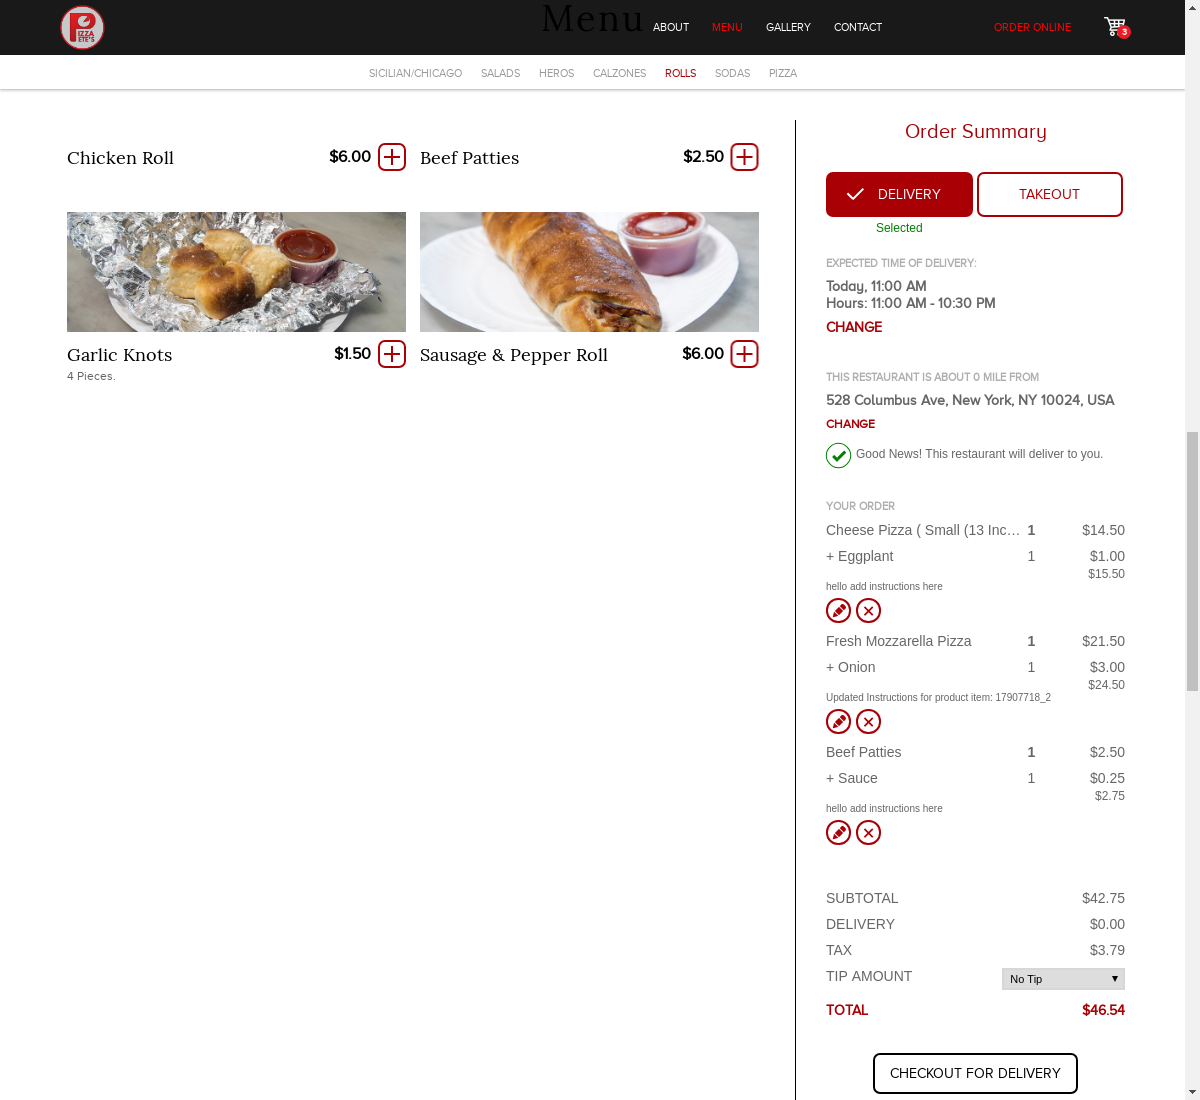 Menu
PIZZA
ETE'S
ABOUT
MENU
GALLERY
CONTACT
ORDER ONLINE
3
SICILIAN/CHICAGO
SALADS
HEROS
CALZONES
ROLLS
SODAS
PIZZA
Chicken Roll $6.00
Beef Patties $2.50
Garlic Knots $1.50
4 Pieces.
Sausage & Pepper Roll $6.00
Order Summary
DELIVERY
TAKEOUT
Selected
EXPECTED TIME OF DELIVERY:
Today, 11:00 AM
Hours: 11:00 AM - 10:30 PM
CHANGE
THIS RESTAURANT IS ABOUT 0 MILE FROM
528 Columbus Ave, New York, NY 10024, USA
CHANGE
Good News! This restaurant will deliver to you.
YOUR ORDER
Cheese Pizza ( Small (13 Inc… 1 $14.50
+ Eggplant 1 $1.00
$15.50
hello add instructions here
Fresh Mozzarella Pizza 1 $21.50
+ Onion 1 $3.00
$24.50
Updated Instructions for product item: 17907718_2
Beef Patties 1 $2.50
+ Sauce 1 $0.25
$2.75
hello add instructions here
SUBTOTAL $42.75
DELIVERY $0.00
TAX $3.79
TIP AMOUNT No Tip
TOTAL $46.54
CHECKOUT FOR DELIVERY